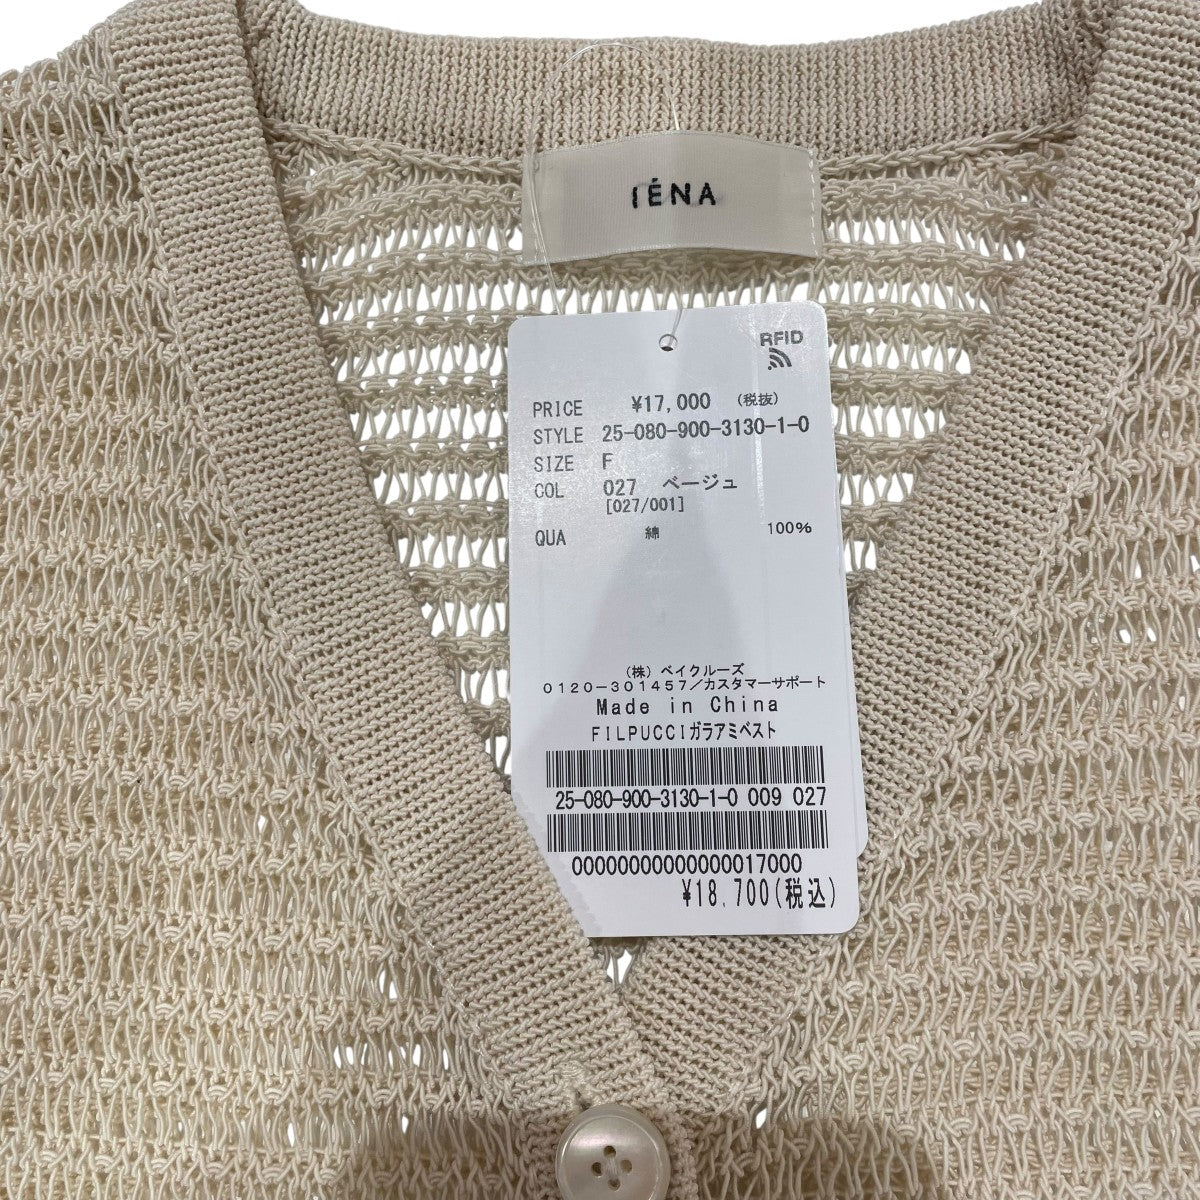 IÉNA
RFID
PRICE ¥17,000 (税抜)
STYLE 25-080-900-3130-1-0
SIZE F
COL 027 ベージュ
[027/001]
QUA 綿 100%
(株) ベイクルーズ
0120-301457/カスタマーサポート
Made in China
FILPUCCIガラアミベスト
25-080-900-3130-1-0 009 027
00000000000000017000
¥18,700(税込)